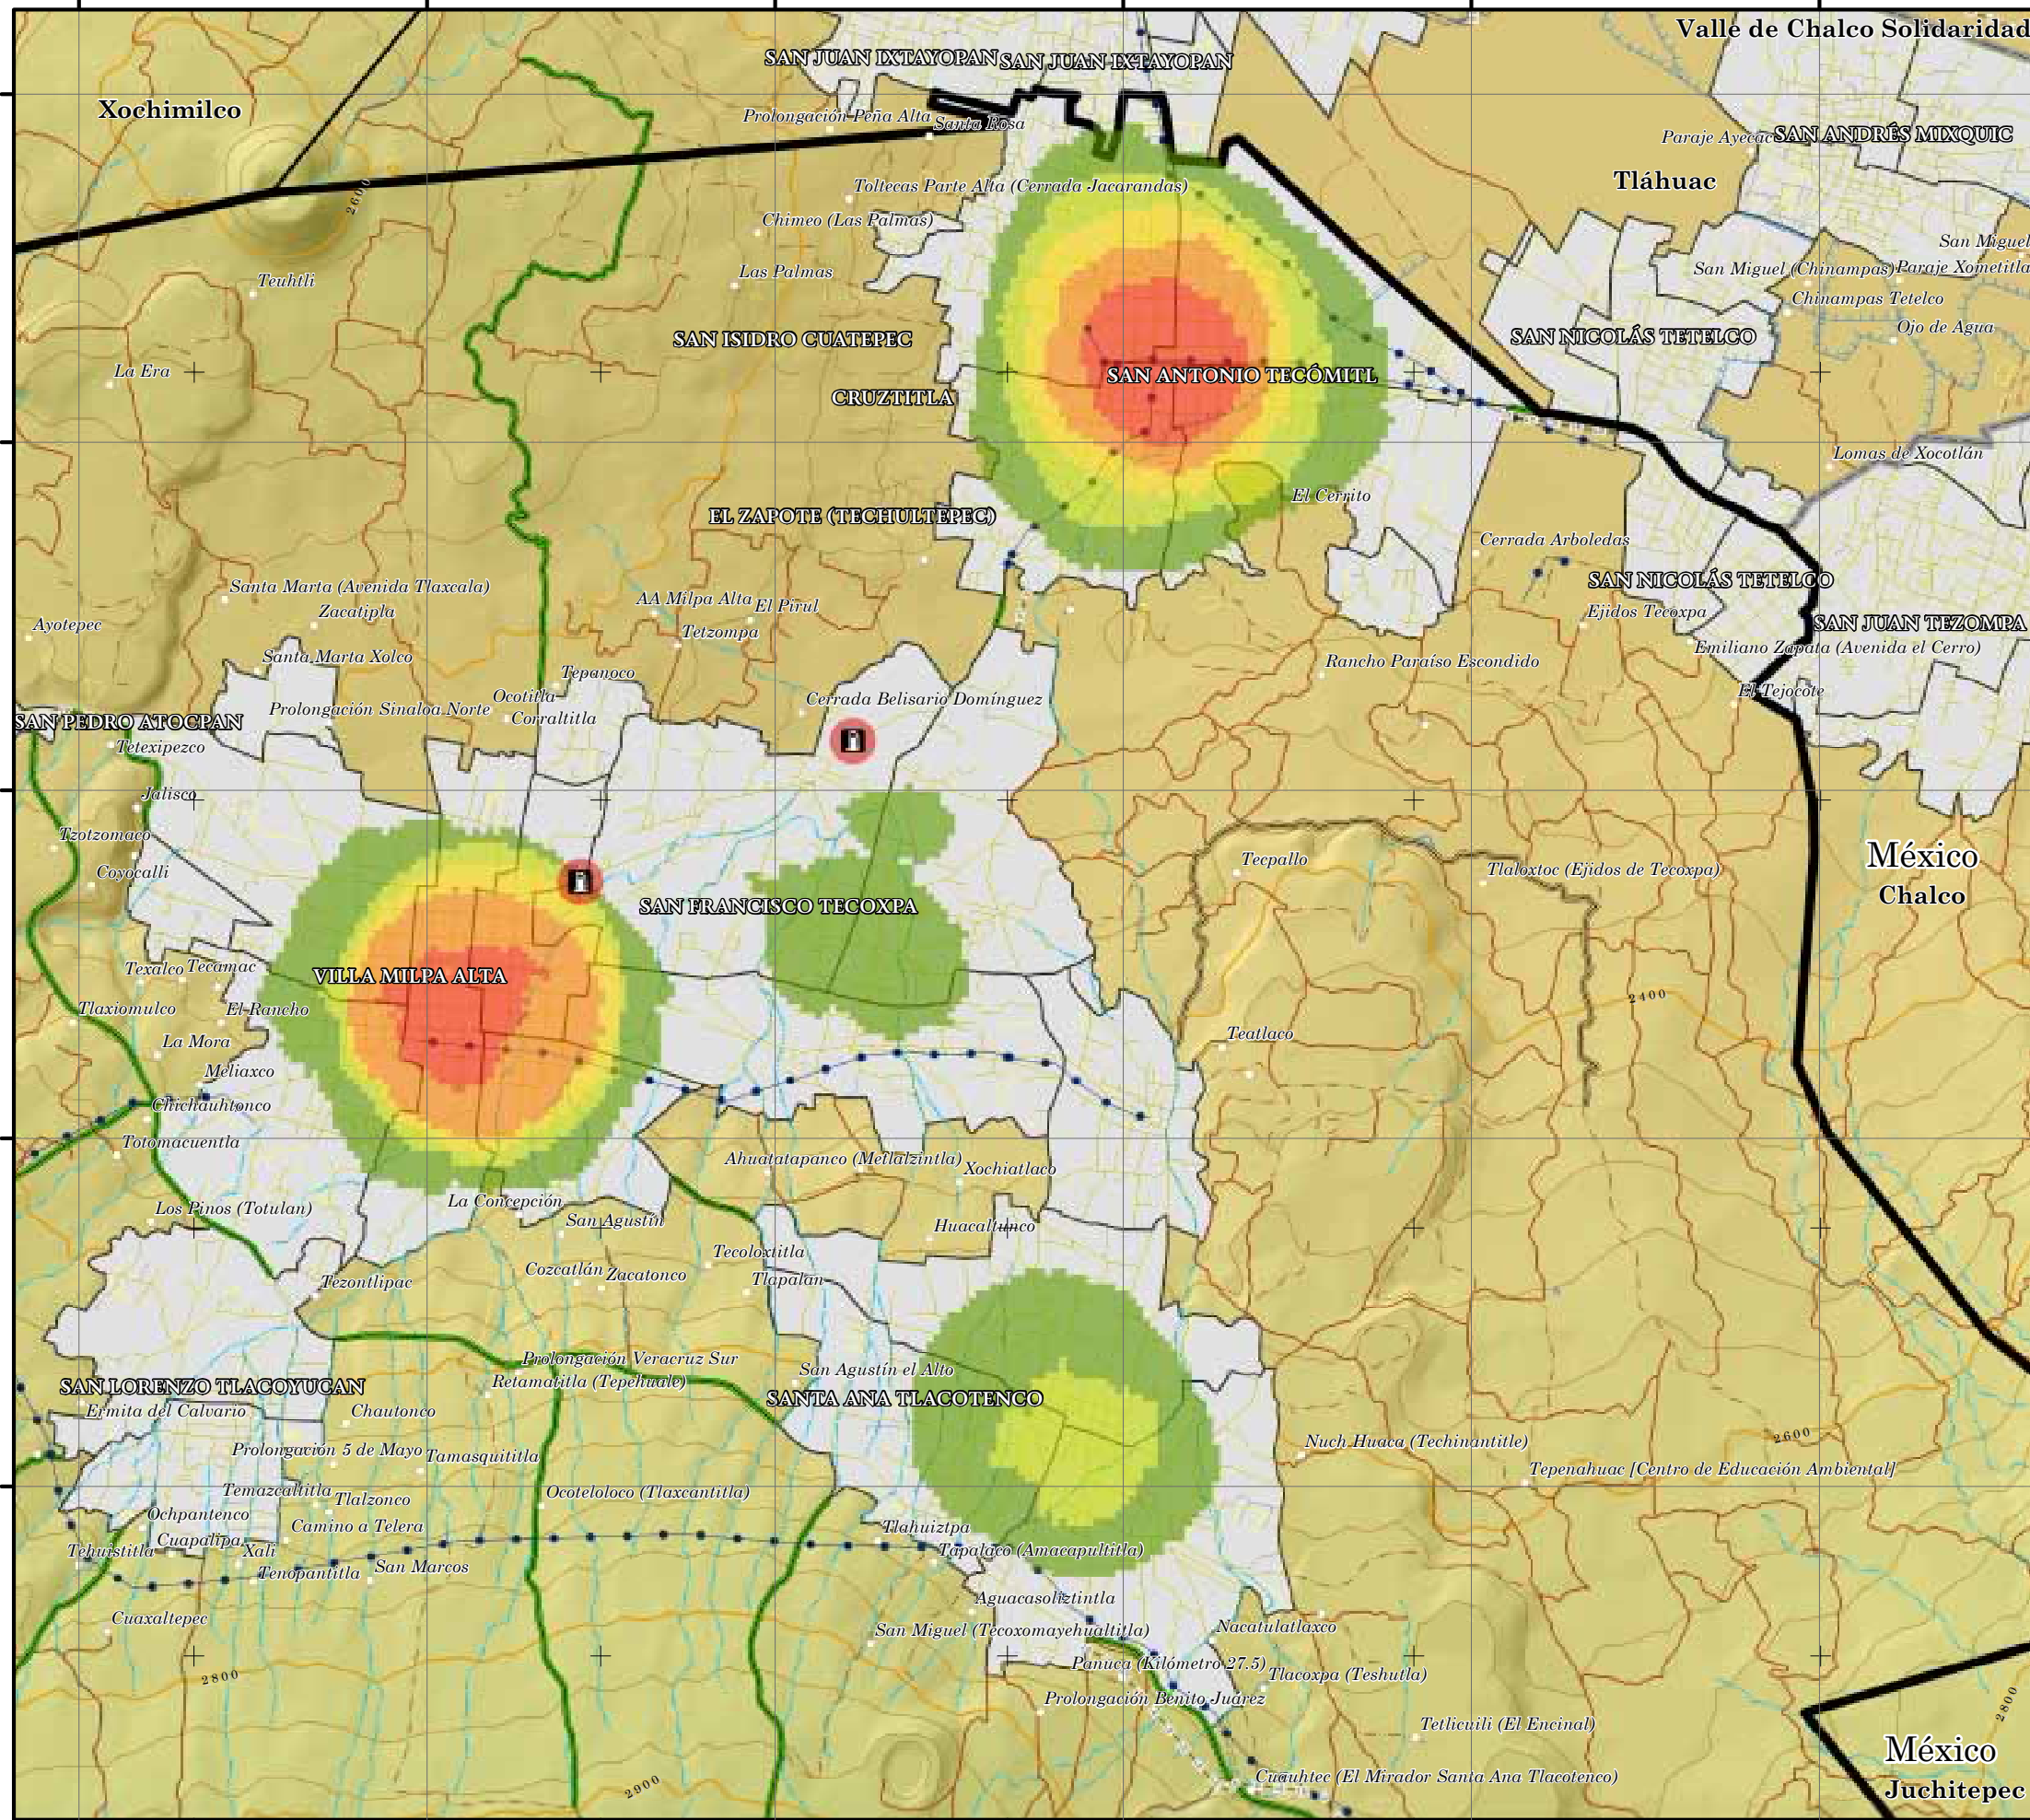 Valle de Chalco Solidaridad
SAN JUAN IXTAYOPAN
SAN JUAN IXTAYOPAN
Xochimilco
Prolongación Peña Alta
Santa Rosa
SAN ANDRÉS MIXQUIC
Tláhuac
Toltecas Parte Alta (Cerrada Jacarandas)
2600
Chimeo (Las Palmas)
San Miguel
San Miguel (Chinampas)
Paraje Xometitla
Las Palmas
Teuhtli
Chinampas Tetelco
Ojo de Agua
SAN ISIDRO CUATEPEC
SAN NICOLÁS TETELCO
La Era
SAN ANTONIO TECÓMITL
CRUZTITLA
Lomas de Xocotlán
El Cerrito
EL ZAPOTE (TECHULTEPEC)
Cerrada Arboledas
SAN NICOLÁS TETELCO
Santa Marta (Avenida Tlaxcala)
AA Milpa Alta
El Pirul
Zacatipla
Ejidos Tecoxpa
Ayotepec
SAN JUAN TEZOMPA
Tetzompa
Emiliano Zapata (Avenida el Cerro)
Santa Marta Xolco
Rancho Paraíso Escondido
Tepanoco
El Tejocote
Ocotitla
Cerrada Belisario Domínguez
Prolongación Sinaloa Norte
Corraltitla
SAN PEDRO ATOCPAN
Tetexipezco
Jalisco
Tzotzomaco
México
Tecpallo
Coyocalli
Tlaloxtoc (Ejidos de Tecoxpa)
Chalco
SAN FRANCISCO TECOXPA
Texalco
Tecamac
VILLA MILPA ALTA
2400
Tlaxiomulco
El Rancho
Teatlaco
La Mora
Meliaxco
Chichauhtonco
Totomacuentla
Ahuatatapanco (Metlalzintla)
Xochiatlaco
La Concepción
Los Pinos (Totulan)
San Agustín
Huacaltunco
Tecoloxtitla
Cozcatlán
Zacatonco
Tlapalan
Tezontlipac
Prolongación Veracruz Sur
San Agustín el Alto
Retamatitla (Tepehuale)
SAN LORENZO TLACOYUCAN
SANTA ANA TLACOTENCO
Ermita del Calvario
Chautonco
2600
Nuch Huaca (Techinantitle)
Prolongación 5 de Mayo
Tamasquititla
Tepenahuac [Centro de Educación Ambiental]
Temazcaltitla
Tlalzonco
Ocoteloloco (Tlaxcantitla)
Ochpantenco
Camino a Telera
Tlahuiztpa
Cuapalipa
Tehuistitla
Xali
Tapalaco (Amacapultitla)
Tenopantitla
San Marcos
Aguacasoliztintla
Cuaxaltepec
Nacatulatlaxco
San Miguel (Tecoxomayehualtitla)
Panuca (Kilómetro 27.5)
2800
Tlacoxpa (Teshutla)
Prolongación Benito Juárez
2800
Tetlicuili (El Encinal)
México
Cuauhtec (El Mirador Santa Ana Tlacotenco)
2900
Juchitepec